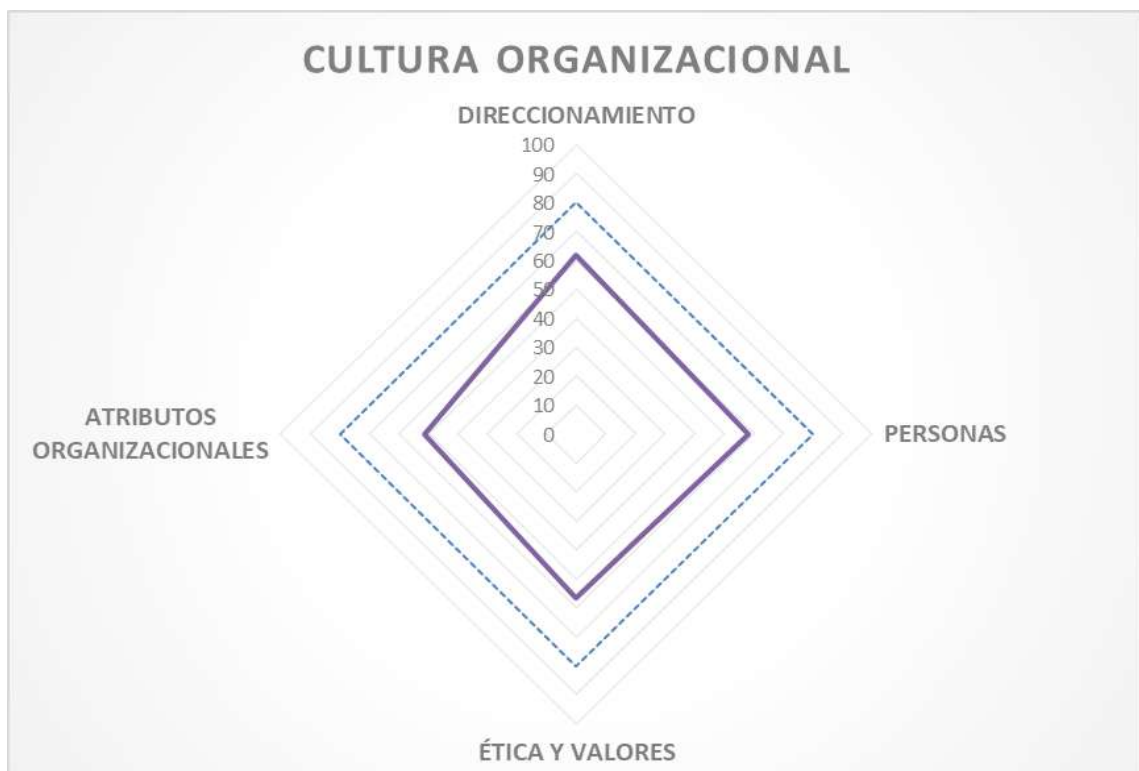 CULTURA ORGANIZACIONAL
DIRECCIONAMIENTO
100
90
80
70
60
50
40
30
20
10
0
ATRIBUTOS
ORGANIZACIONALES
PERSONAS
ÉTICA Y VALORES